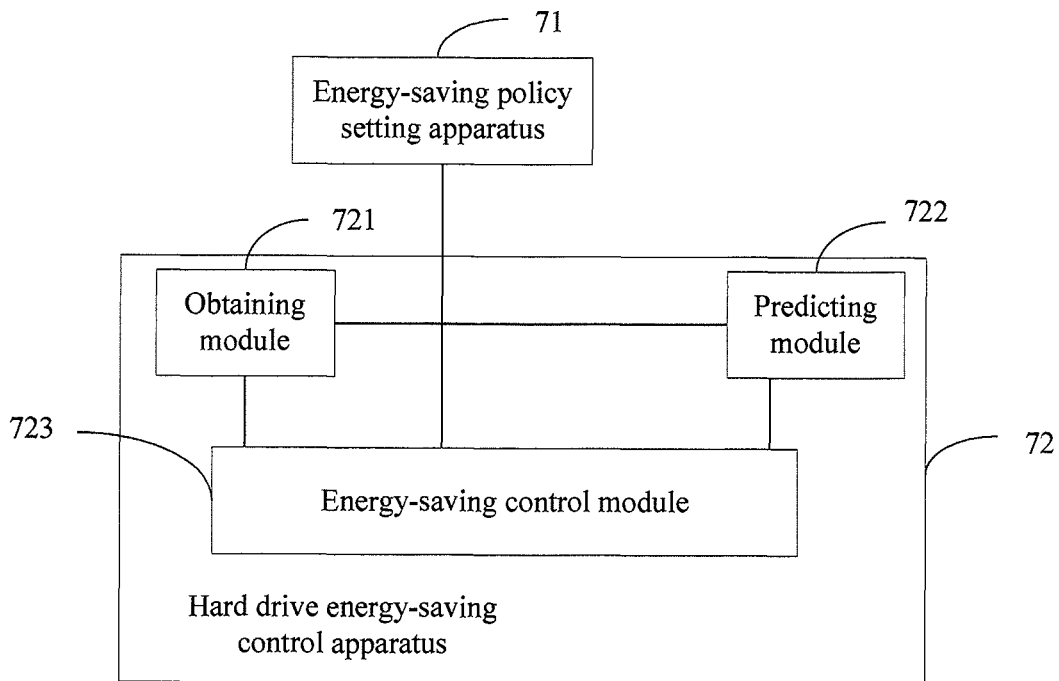 71
Energy-saving policy
setting apparatus
721
722
Obtaining
module
Predicting
module
723
72
Energy-saving control module
Hard drive energy-saving
control apparatus